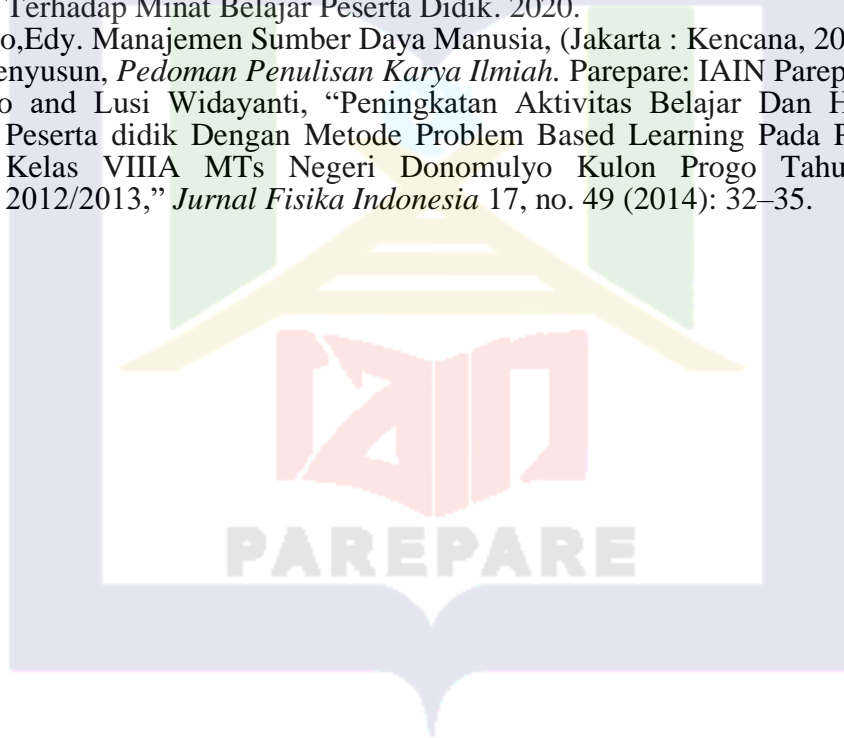 Terhadap Minat Belajar Peserta Didik. 2020.
o,Edy. Manajemen Sumber Daya Manusia, (Jakarta : Kencana, 20
enyusun, Pedoman Penulisan Karya Ilmiah. Parepare: IAIN Parep
o and Lusi Widayanti, “Peningkatan Aktivitas Belajar Dan H
Peserta didik Dengan Metode Problem Based Learning Pada F
Kelas VIIIA MTs Negeri Donomulyo Kulon Progo Tahu
2012/2013,” Jurnal Fisika Indonesia 17, no. 49 (2014): 32–35.
iain
PAREPARE